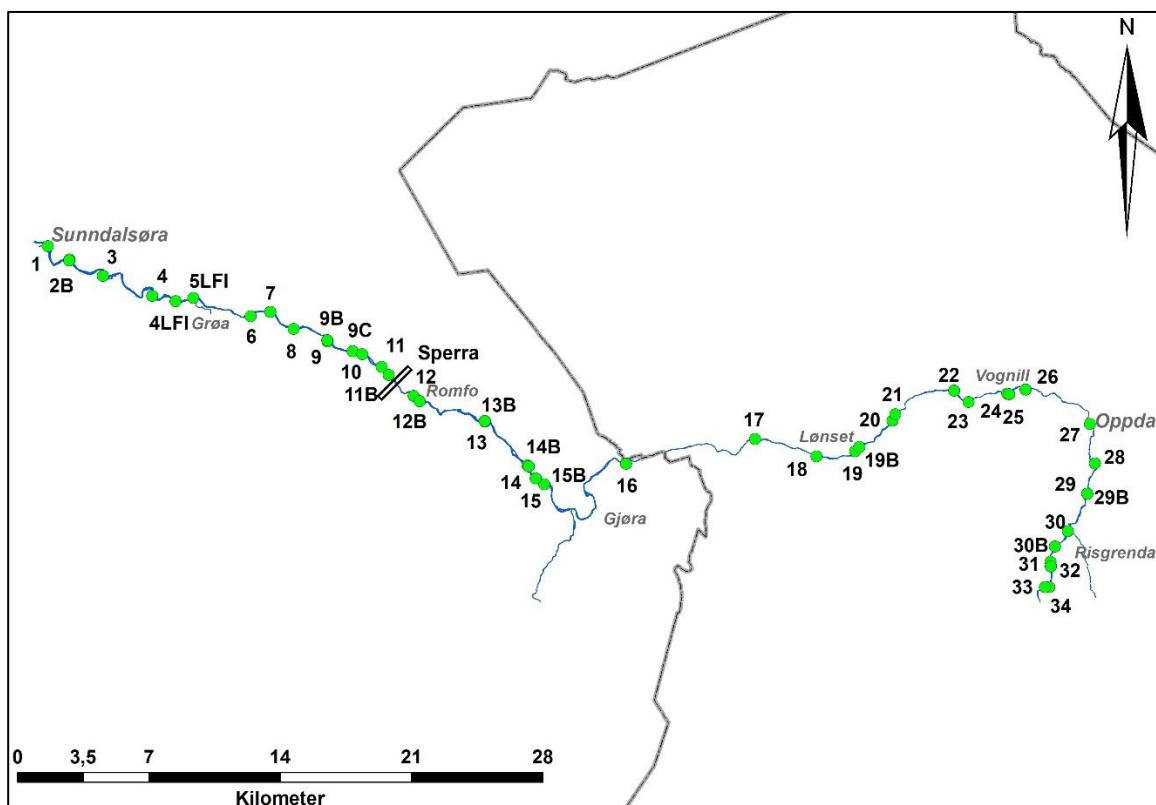 N
Sunndalsøra
1
2B
3
4
5LFI
4LFI
Grøa
6
7
8
9B
9
9C
10
11
Sperra
11B
12
Romfo
12B
13B
13
14B
14
15B
15
16
Gjøra
17
Lønset
18
19
19B
20
21
22
Vognill
26
23
24
25
27
Oppda
28
29
29B
30
30B
Risgrenda
31
32
33
34
0
3,5
7
14
21
28
Kilometer